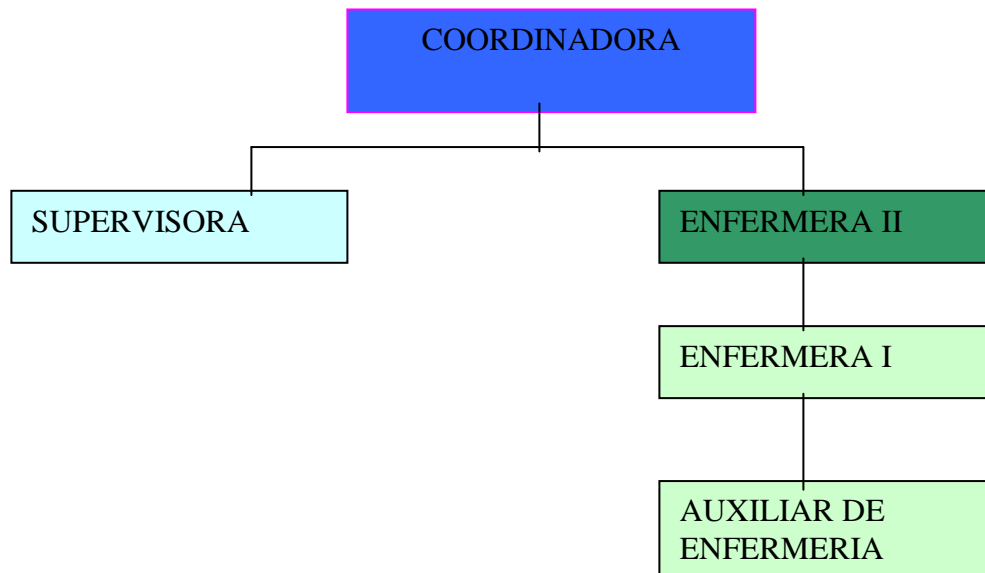 COORDINADORA
SUPERVISORA
ENFERMERA II
ENFERMERA I
AUXILIAR DE
ENFERMERIA